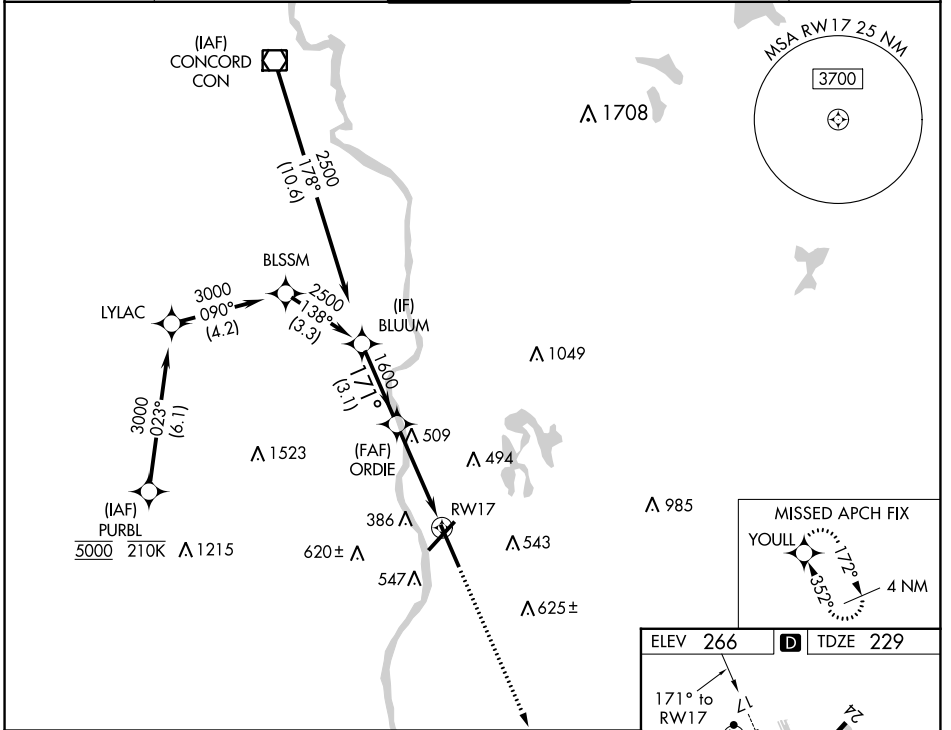 (IAF)
CONCORD
CON
MSA RW17 25 NM
3700
1708
2500
178°
(10.6)
BLSSM
LYLAC
3000
090°
(4.2)
2500
138°
(3.3)
(IF)
BLUUM
1600
171°
(3.1)
1049
3000
023°
(6.1)
1523
(FAF)
ORDIE
509
494
(IAF)
PURBL
5000 210K
1215
386
RW17
985
620±
543
547
625±
MISSED APCH FIX
YOULL
172°
352°
4 NM
ELEV 266
D
TDZE 229
171° to
RW17
17
24